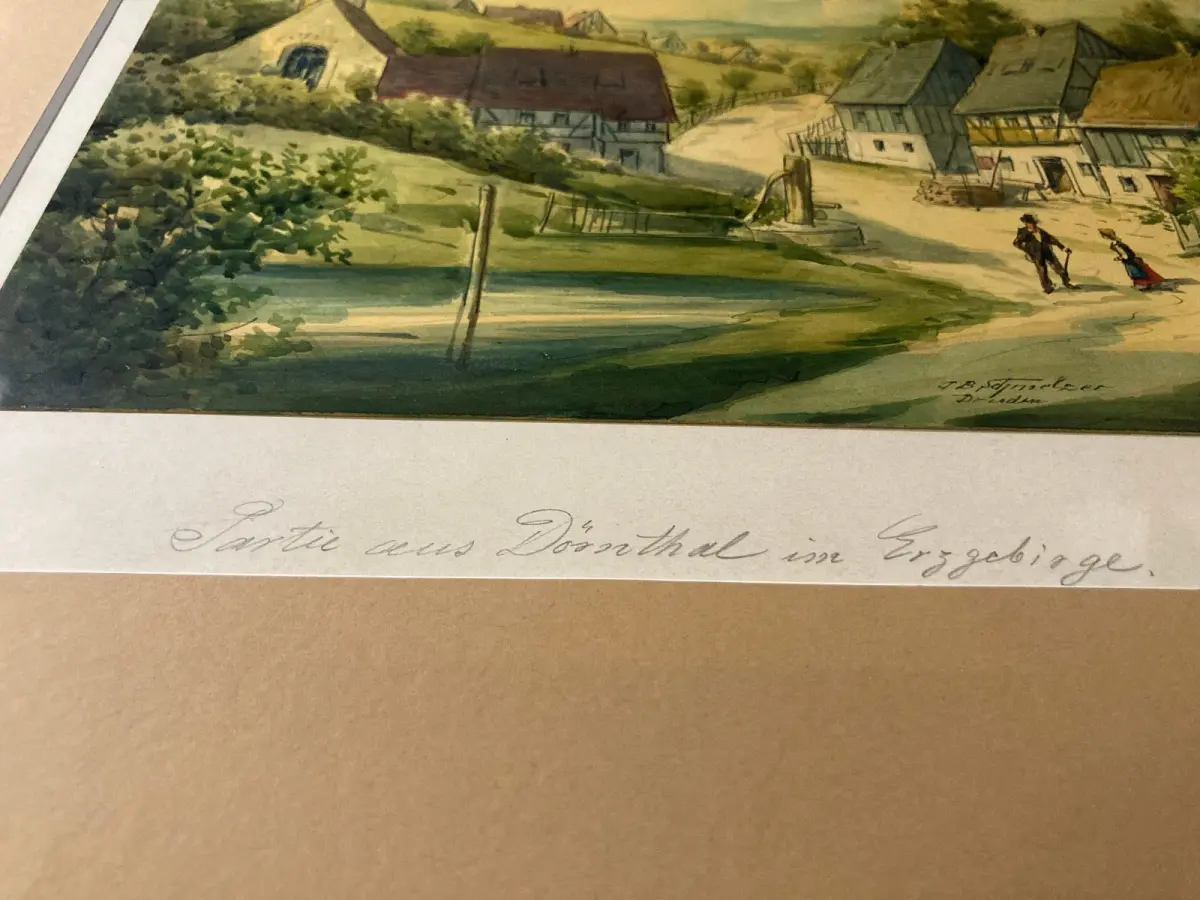 J. B. Schmelzer
Dresden
Partie aus Dörnthal im Erzgebirge.